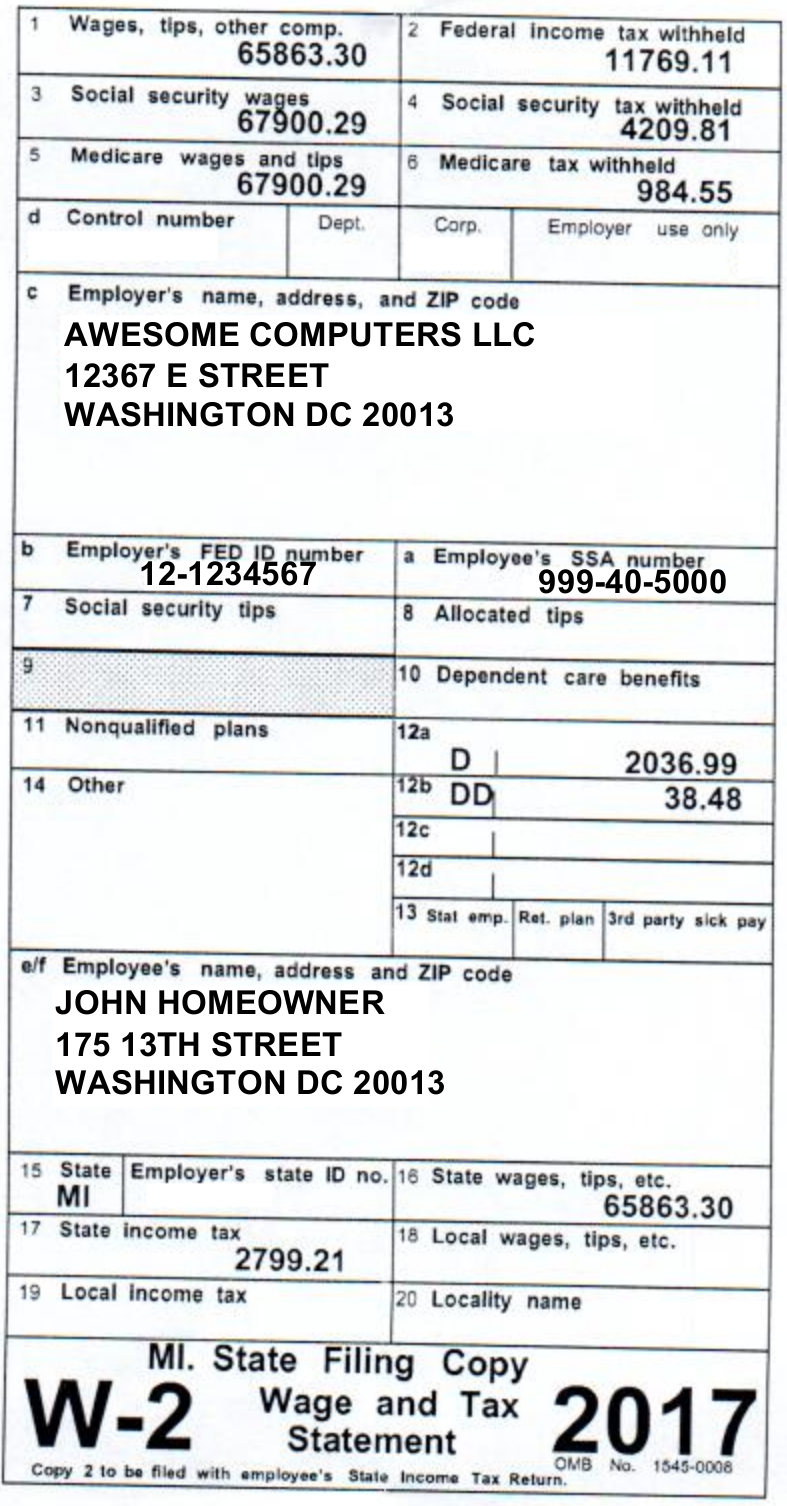 1 Wages, tips, other comp.
65863.30
2 Federal income tax withheld
11769.11
3 Social security wages
67900.29
4 Social security tax withheld
4209.81
5 Medicare wages and tips
67900.29
6 Medicare tax withheld
984.55
d Control number
Dept.
Corp.
Employer use only
c Employer's name, address, and ZIP code
AWESOME COMPUTERS LLC
12367 E STREET
WASHINGTON DC 20013
b Employer's FED ID number
12-1234567
a Employee's SSA number
999-40-5000
7 Social security tips
8 Allocated tips
9
10 Dependent care benefits
11 Nonqualified plans
12a
D 2036.99
14 Other
12b DD 38.48
12c
12d
13 Stat emp. Ret. plan 3rd party sick pay
e/f Employee's name, address and ZIP code
JOHN HOMEOWNER
175 13TH STREET
WASHINGTON DC 20013
15 State
MI
Employer's state ID no.
16 State wages, tips, etc.
65863.30
17 State income tax
2799.21
18 Local wages, tips, etc.
19 Local income tax
20 Locality name
MI. State Filing Copy
W-2
Wage and Tax
Statement
2017
OMB No. 1545-0008
Copy 2 to be filed with employee's State Income Tax Return.